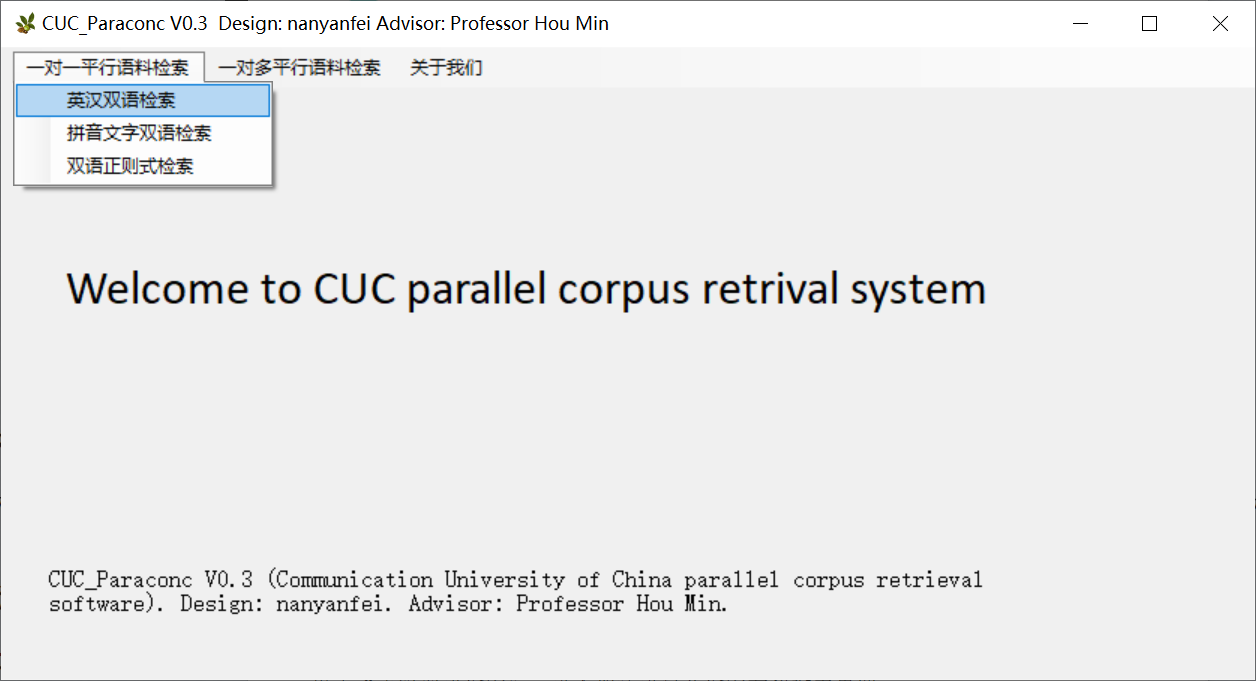 CUC_Paraconc V0.3  Design: nanyanfei Advisor: Professor Hou Min
一对一平行语料检索 一对多平行语料检索 关于我们
英汉双语检索
拼音文字双语检索
双语正则式检索
Welcome to CUC parallel corpus retrival system
CUC_Paraconc V0.3 (Communication University of China parallel corpus retrieval
software). Design: nanyanfei. Advisor: Professor Hou Min.